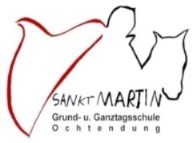 SANKT MARTIN
Grund- u. Ganztagsschule
Ochtendung